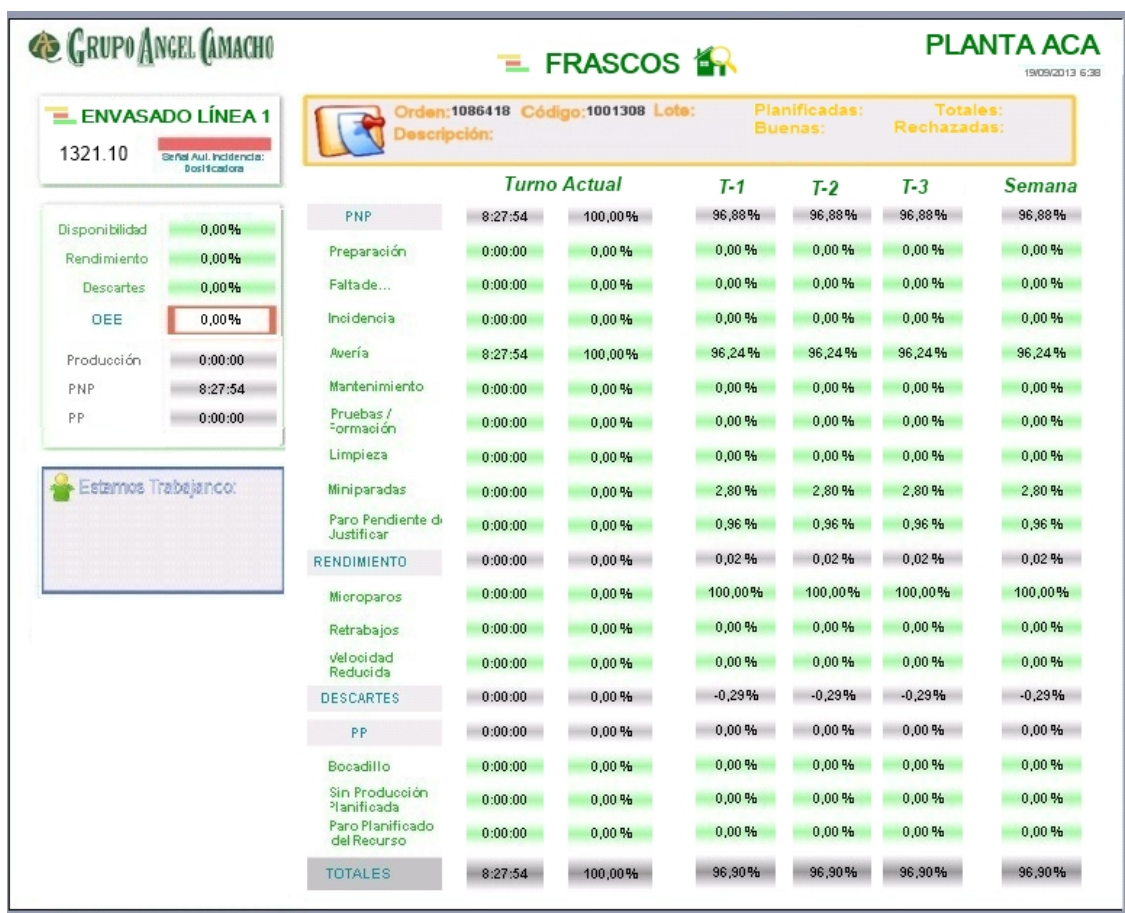 GRUPO ANGEL CAMACHO
FRASCOS
PLANTA ACA
19/09/2013 6:38
ENVASADO LÍNEA 1
1321.10
Señal Aut. Incidencia:
Dosificadora
Orden:1086418 Código:1001308 Lote: Planificadas: Totales:
Descripción: Buenas: Rechazadas:
Disponibilidad 0,00%
Rendimiento 0,00%
Descartes 0,00%
OEE 0,00%
Producción 0:00:00
PNP 8:27:54
PP 0:00:00
Estamos Trabajando:
Turno Actual T-1 T-2 T-3 Semana
PNP 8:27:54 100,00% 96,88% 96,88% 96,88% 96,88%
Preparación 0:00:00 0,00% 0,00% 0,00% 0,00% 0,00%
Falta de... 0:00:00 0,00% 0,00% 0,00% 0,00% 0,00%
Incidencia 0:00:00 0,00% 0,00% 0,00% 0,00% 0,00%
Avería 8:27:54 100,00% 96,24% 96,24% 96,24% 96,24%
Mantenimiento 0:00:00 0,00% 0,00% 0,00% 0,00% 0,00%
Pruebas /
Formación 0:00:00 0,00% 0,00% 0,00% 0,00% 0,00%
Limpieza 0:00:00 0,00% 0,00% 0,00% 0,00% 0,00%
Miniparadas 0:00:00 0,00% 2,80% 2,80% 2,80% 2,80%
Paro Pendiente de
Justificar 0:00:00 0,00% 0,96% 0,96% 0,96% 0,96%
RENDIMIENTO 0:00:00 0,00% 0,02% 0,02% 0,02% 0,02%
Microparos 0:00:00 0,00% 100,00% 100,00% 100,00% 100,00%
Retrabajos 0:00:00 0,00% 0,00% 0,00% 0,00% 0,00%
Velocidad
Reducida 0:00:00 0,00% 0,00% 0,00% 0,00% 0,00%
DESCARTES 0:00:00 0,00% -0,29% -0,29% -0,29% -0,29%
PP 0:00:00 0,00% 0,00% 0,00% 0,00% 0,00%
Bocadillo 0:00:00 0,00% 0,00% 0,00% 0,00% 0,00%
Sin Producción
Planificada 0:00:00 0,00% 0,00% 0,00% 0,00% 0,00%
Paro Planificado
del Recurso 0:00:00 0,00% 0,00% 0,00% 0,00% 0,00%
TOTALES 8:27:54 100,00% 96,90% 96,90% 96,90% 96,90%